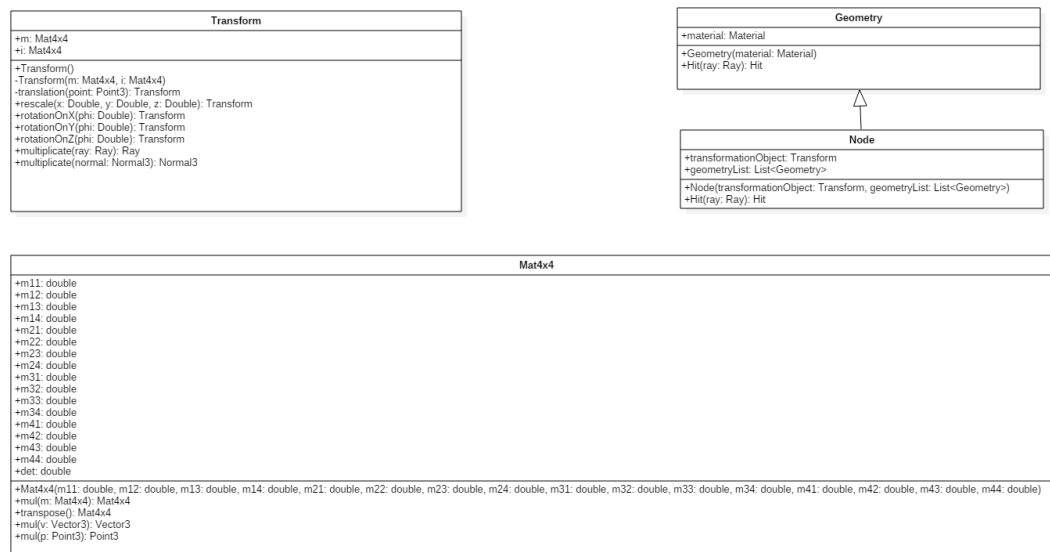 Transform
+m: Mat4x4
+i: Mat4x4
+Transform()
-Transform(m: Mat4x4, i: Mat4x4)
-translation(point: Point3): Transform
+rescale(x: Double, y: Double, z: Double): Transform
+rotationOnX(phi: Double): Transform
+rotationOnY(phi: Double): Transform
+rotationOnZ(phi: Double): Transform
+multiplicate(ray: Ray): Ray
+multiplicate(normal: Normal3): Normal3
Geometry
+material: Material
+Geometry(material: Material)
+Hit(ray: Ray): Hit
Node
+transformationObject: Transform
+geometryList: List<Geometry>
+Node(transformationObject: Transform, geometryList: List<Geometry>)
+Hit(ray: Ray): Hit
Mat4x4
+m11: double
+m12: double
+m13: double
+m14: double
+m21: double
+m22: double
+m23: double
+m24: double
+m31: double
+m32: double
+m33: double
+m34: double
+m41: double
+m42: double
+m43: double
+m44: double
+det: double
+Mat4x4(m11: double, m12: double, m13: double, m14: double, m21: double, m22: double, m23: double, m24: double, m31: double, m32: double, m33: double, m34: double, m41: double, m42: double, m43: double, m44: double)
+mul(m: Mat4x4): Mat4x4
+transpose(): Mat4x4
+mul(v: Vector3): Vector3
+mul(p: Point3): Point3